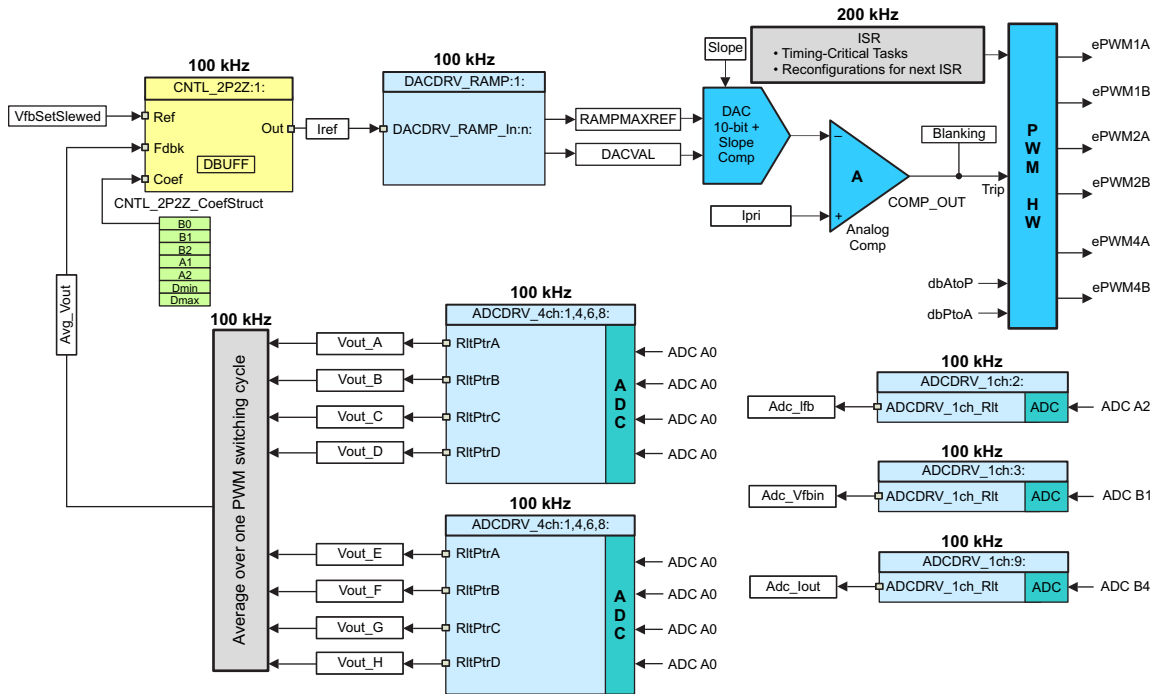 100 kHz
CNTL_2P2Z:1:
VfbSetSlewed
Ref
Fdbk
Coef
Out
DBUFF
CNTL_2P2Z_CoefStruct
B0
B1
B2
A1
A2
Dmin
Dmax
Avg_Vout
Iref
100 kHz
DACDRV_RAMP:1:
DACDRV_RAMP_In:n:
RAMPMAXREF
DACVAL
Slope
DAC
10-bit +
Slope
Comp
200 kHz
ISR
• Timing-Critical Tasks
• Reconfigurations for next ISR
Ipri
−
+
A
Analog
Comp
COMP_OUT
Blanking
Trip
dbAtoP
dbPtoA
PWM HW
ePWM1A
ePWM1B
ePWM2A
ePWM2B
ePWM4A
ePWM4B
100 kHz
Average over one PWM switching cycle
Vout_A
Vout_B
Vout_C
Vout_D
100 kHz
ADCDRV_4ch:1,4,6,8:
RltPtrA
RltPtrB
RltPtrC
RltPtrD
ADC
ADC A0
ADC A0
ADC A0
ADC A0
Vout_E
Vout_F
Vout_G
Vout_H
100 kHz
ADCDRV_4ch:1,4,6,8:
RltPtrA
RltPtrB
RltPtrC
RltPtrD
ADC
ADC A0
ADC A0
ADC A0
ADC A0
100 kHz
ADCDRV_1ch:2:
Adc_Ifb
ADCDRV_1ch_Rlt
ADC
ADC A2
100 kHz
ADCDRV_1ch:3:
Adc_Vfbin
ADCDRV_1ch_Rlt
ADC
ADC B1
100 kHz
ADCDRV_1ch:9:
Adc_Iout
ADCDRV_1ch_Rlt
ADC
ADC B4